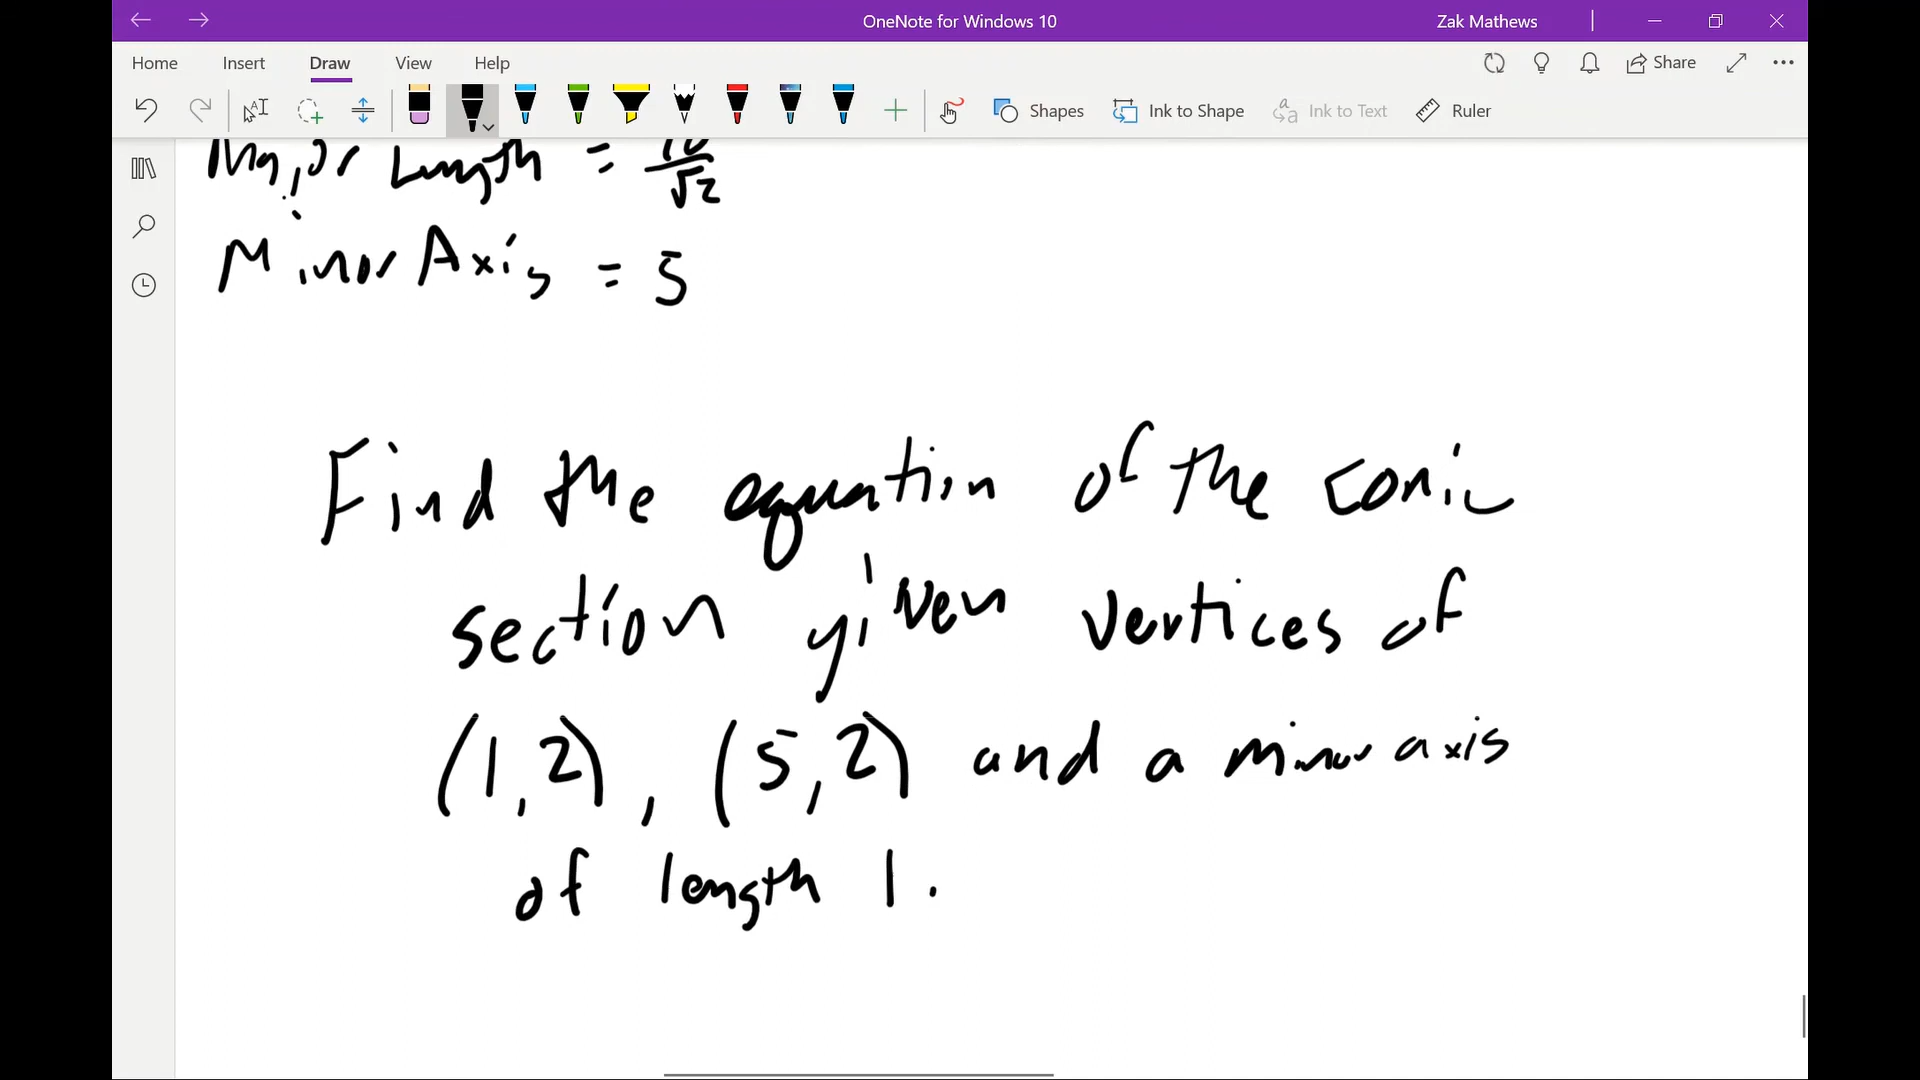 OneNote for Windows 10
Zak Mathews
Home Insert Draw View Help
Share
Shapes Ink to Shape Ink to Text Ruler
Major Length = 10/√2
Minor Axis = 5
Find the equation of the conic
section given vertices of
(1,2), (5,2) and a minor axis
of length 1.